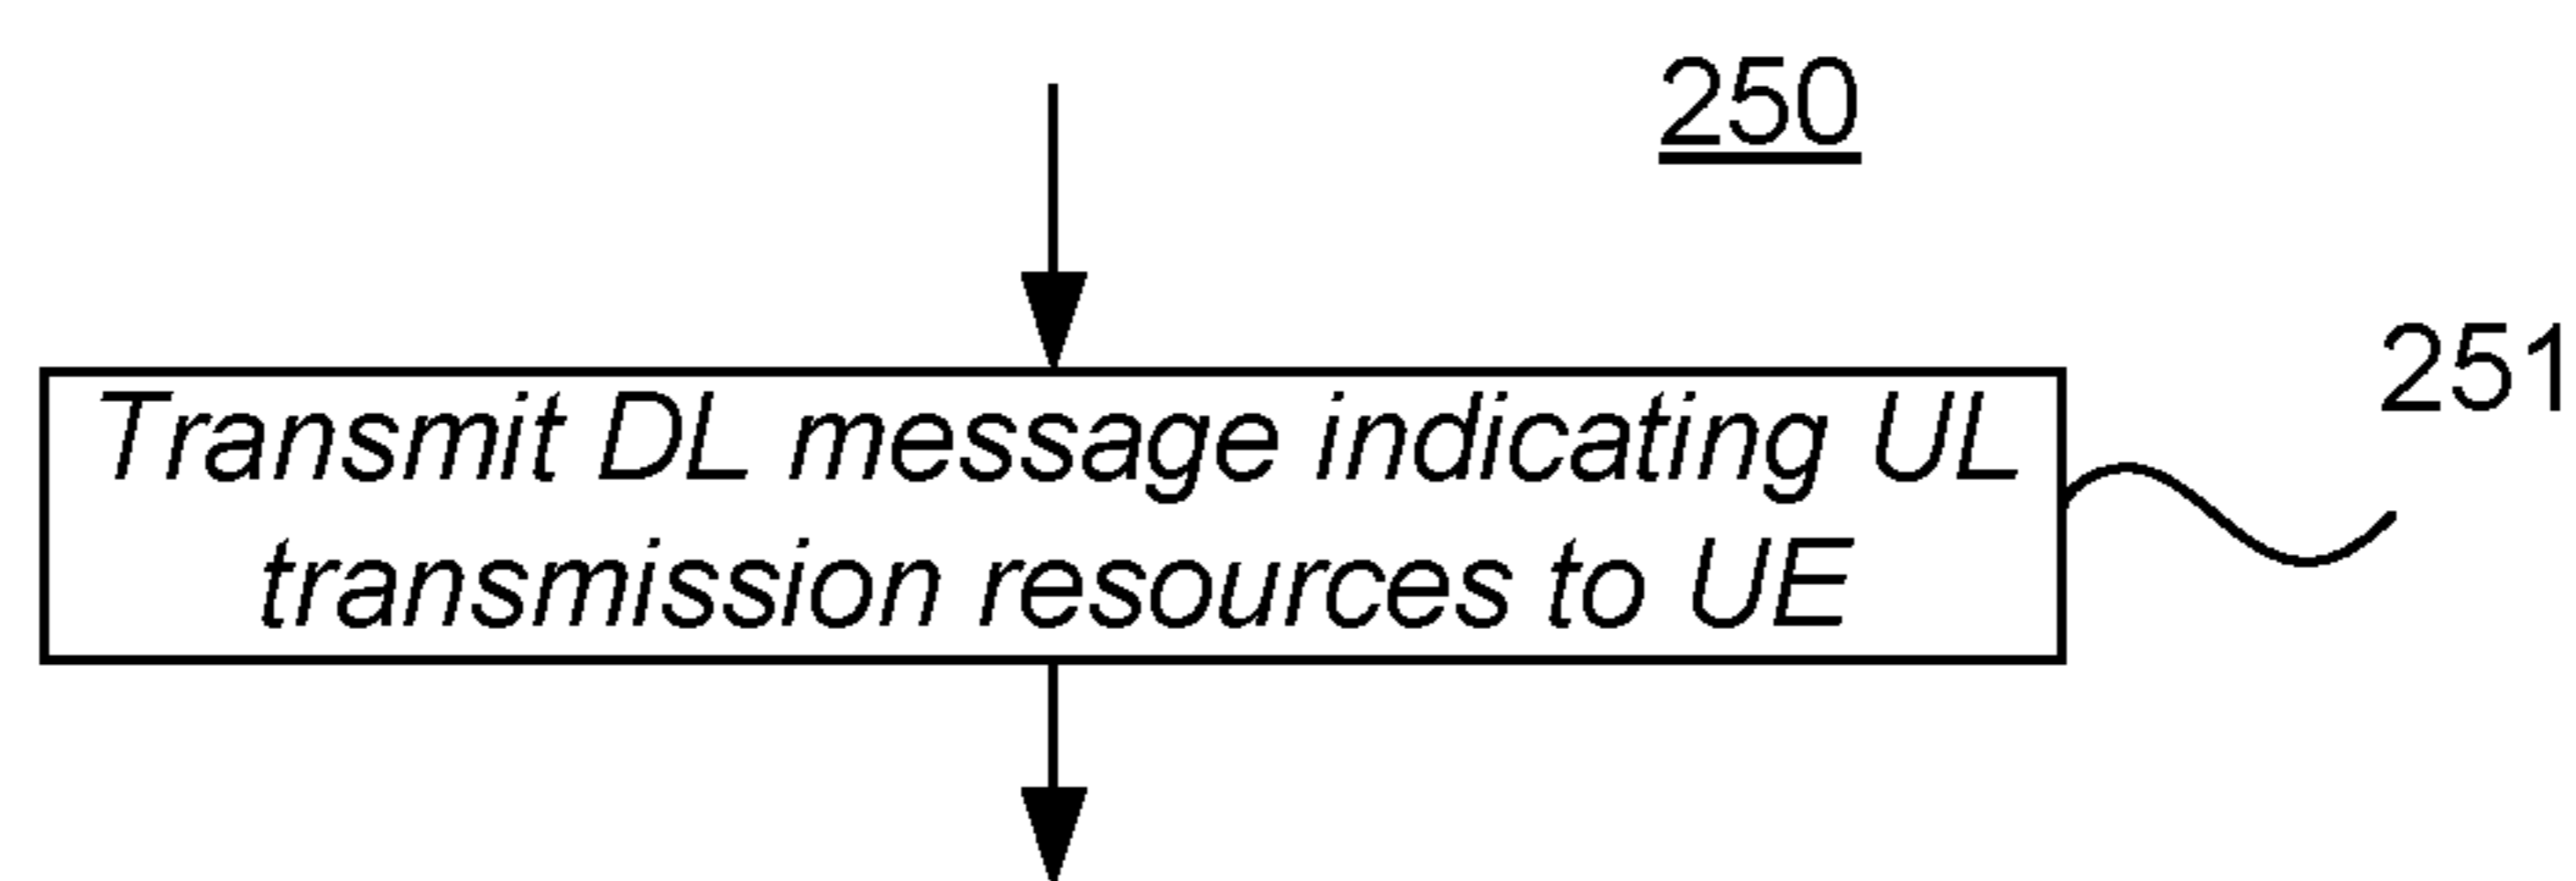 250
251
Transmit DL message indicating UL
transmission resources to UE